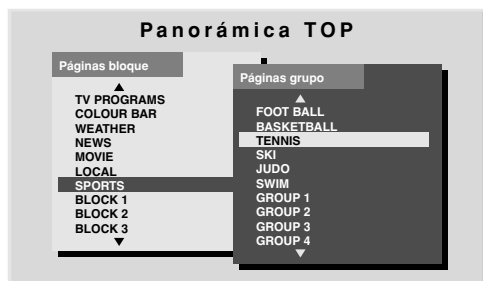 Panorámica TOP
Páginas bloque
TV PROGRAMS
COLOUR BAR
WEATHER
NEWS
MOVIE
LOCAL
SPORTS
BLOCK 1
BLOCK 2
BLOCK 3
Páginas grupo
FOOT BALL
BASKETBALL
TENNIS
SKI
JUDO
SWIM
GROUP 1
GROUP 2
GROUP 3
GROUP 4